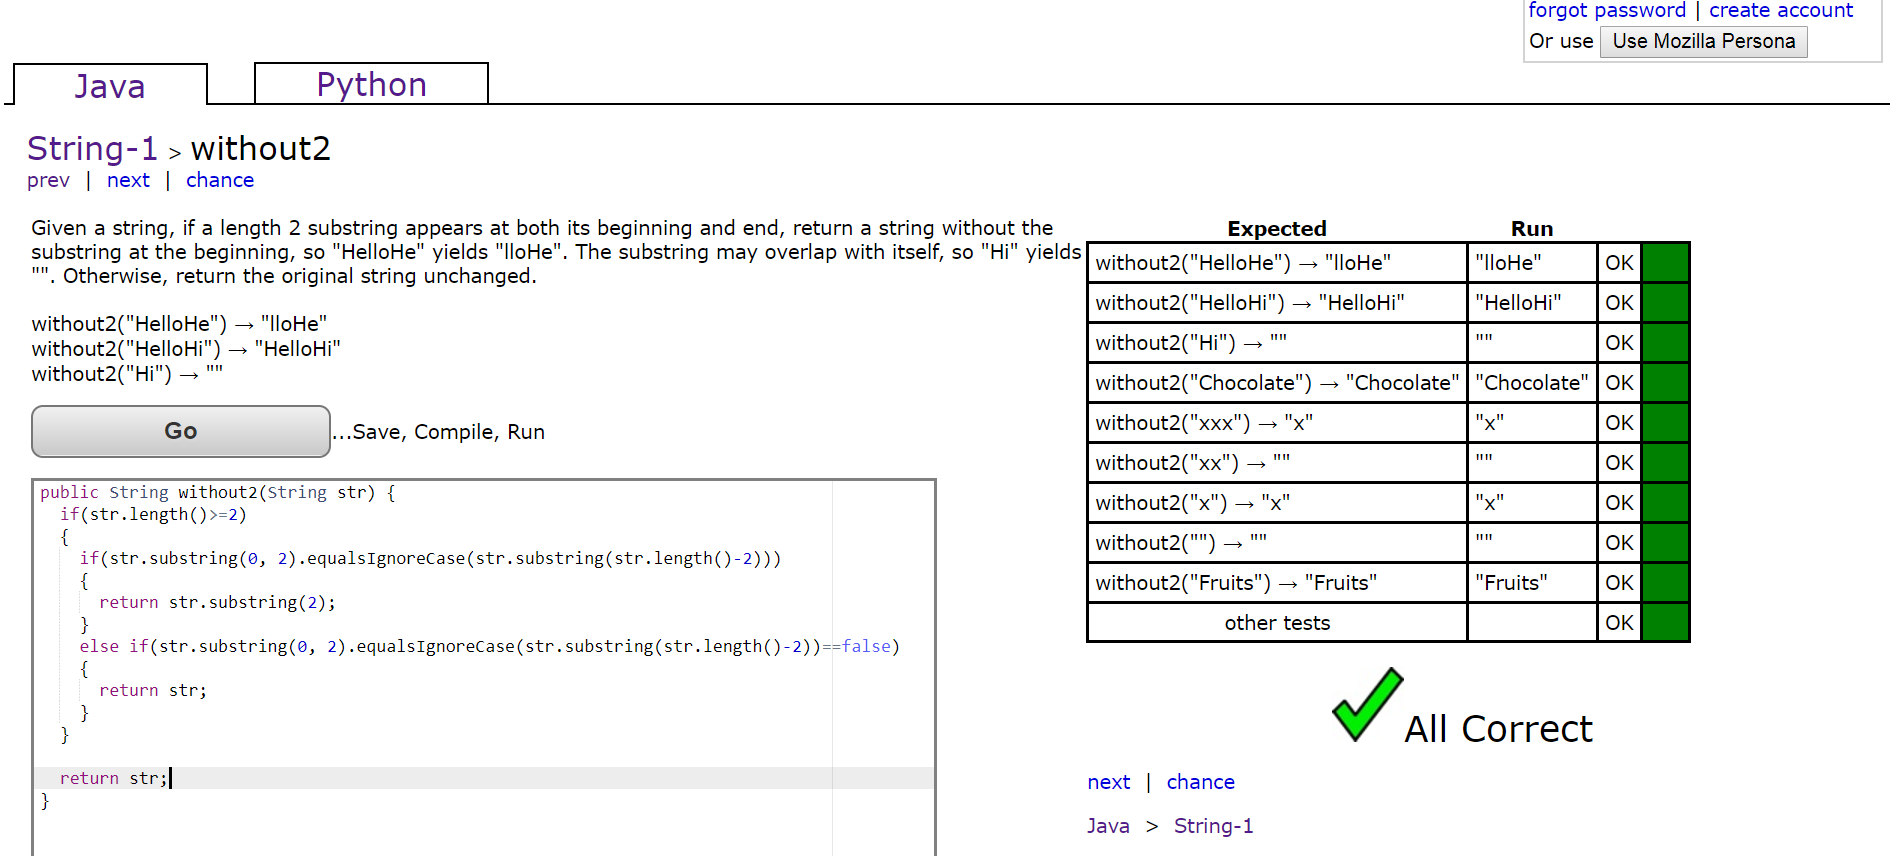 forgot password | create account
Or use Use Mozilla Persona
Java Python
String-1 > without2
prev | next | chance
Given a string, if a length 2 substring appears at both its beginning and end, return a string without the
substring at the beginning, so "HelloHe" yields "lloHe". The substring may overlap with itself, so "Hi" yields
"". Otherwise, return the original string unchanged.
without2("HelloHe") → "lloHe"
without2("HelloHi") → "HelloHi"
without2("Hi") → ""
Go ...Save, Compile, Run
public String without2(String str) {
  if(str.length()>=2)
  {
    if(str.substring(0, 2).equalsIgnoreCase(str.substring(str.length()-2)))
    {
      return str.substring(2);
    }
    else if(str.substring(0, 2).equalsIgnoreCase(str.substring(str.length()-2))==false)
    {
      return str;
    }
  }
  return str;
}
Expected Run
without2("HelloHe") → "lloHe" "lloHe" OK
without2("HelloHi") → "HelloHi" "HelloHi" OK
without2("Hi") → "" "" OK
without2("Chocolate") → "Chocolate" "Chocolate" OK
without2("xxx") → "x" "x" OK
without2("xx") → "" "" OK
without2("x") → "x" "x" OK
without2("") → "" "" OK
without2("Fruits") → "Fruits" "Fruits" OK
other tests OK
All Correct
next | chance
Java > String-1